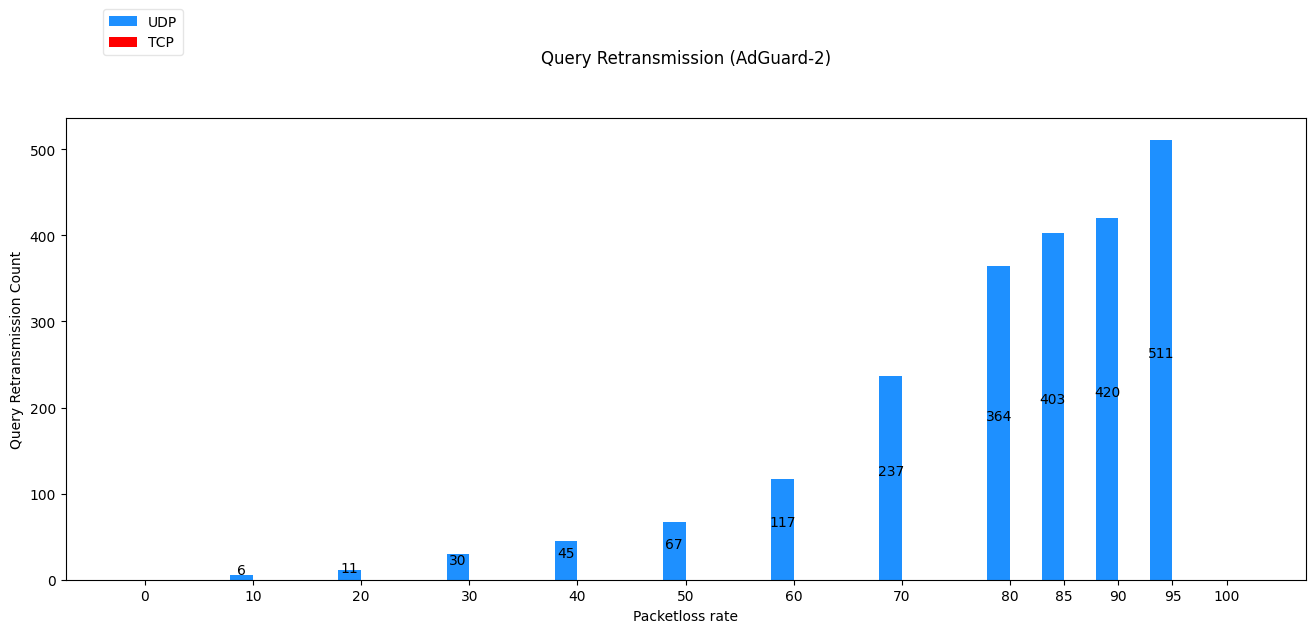 UDP
TCP
Query Retransmission (AdGuard-2)
Query Retransmission Count
500
400
300
200
100
0
6
11
30
45
67
117
237
364
403
420
511
0 10 20 30 40 50 60 70 80 85 90 95 100
Packetloss rate